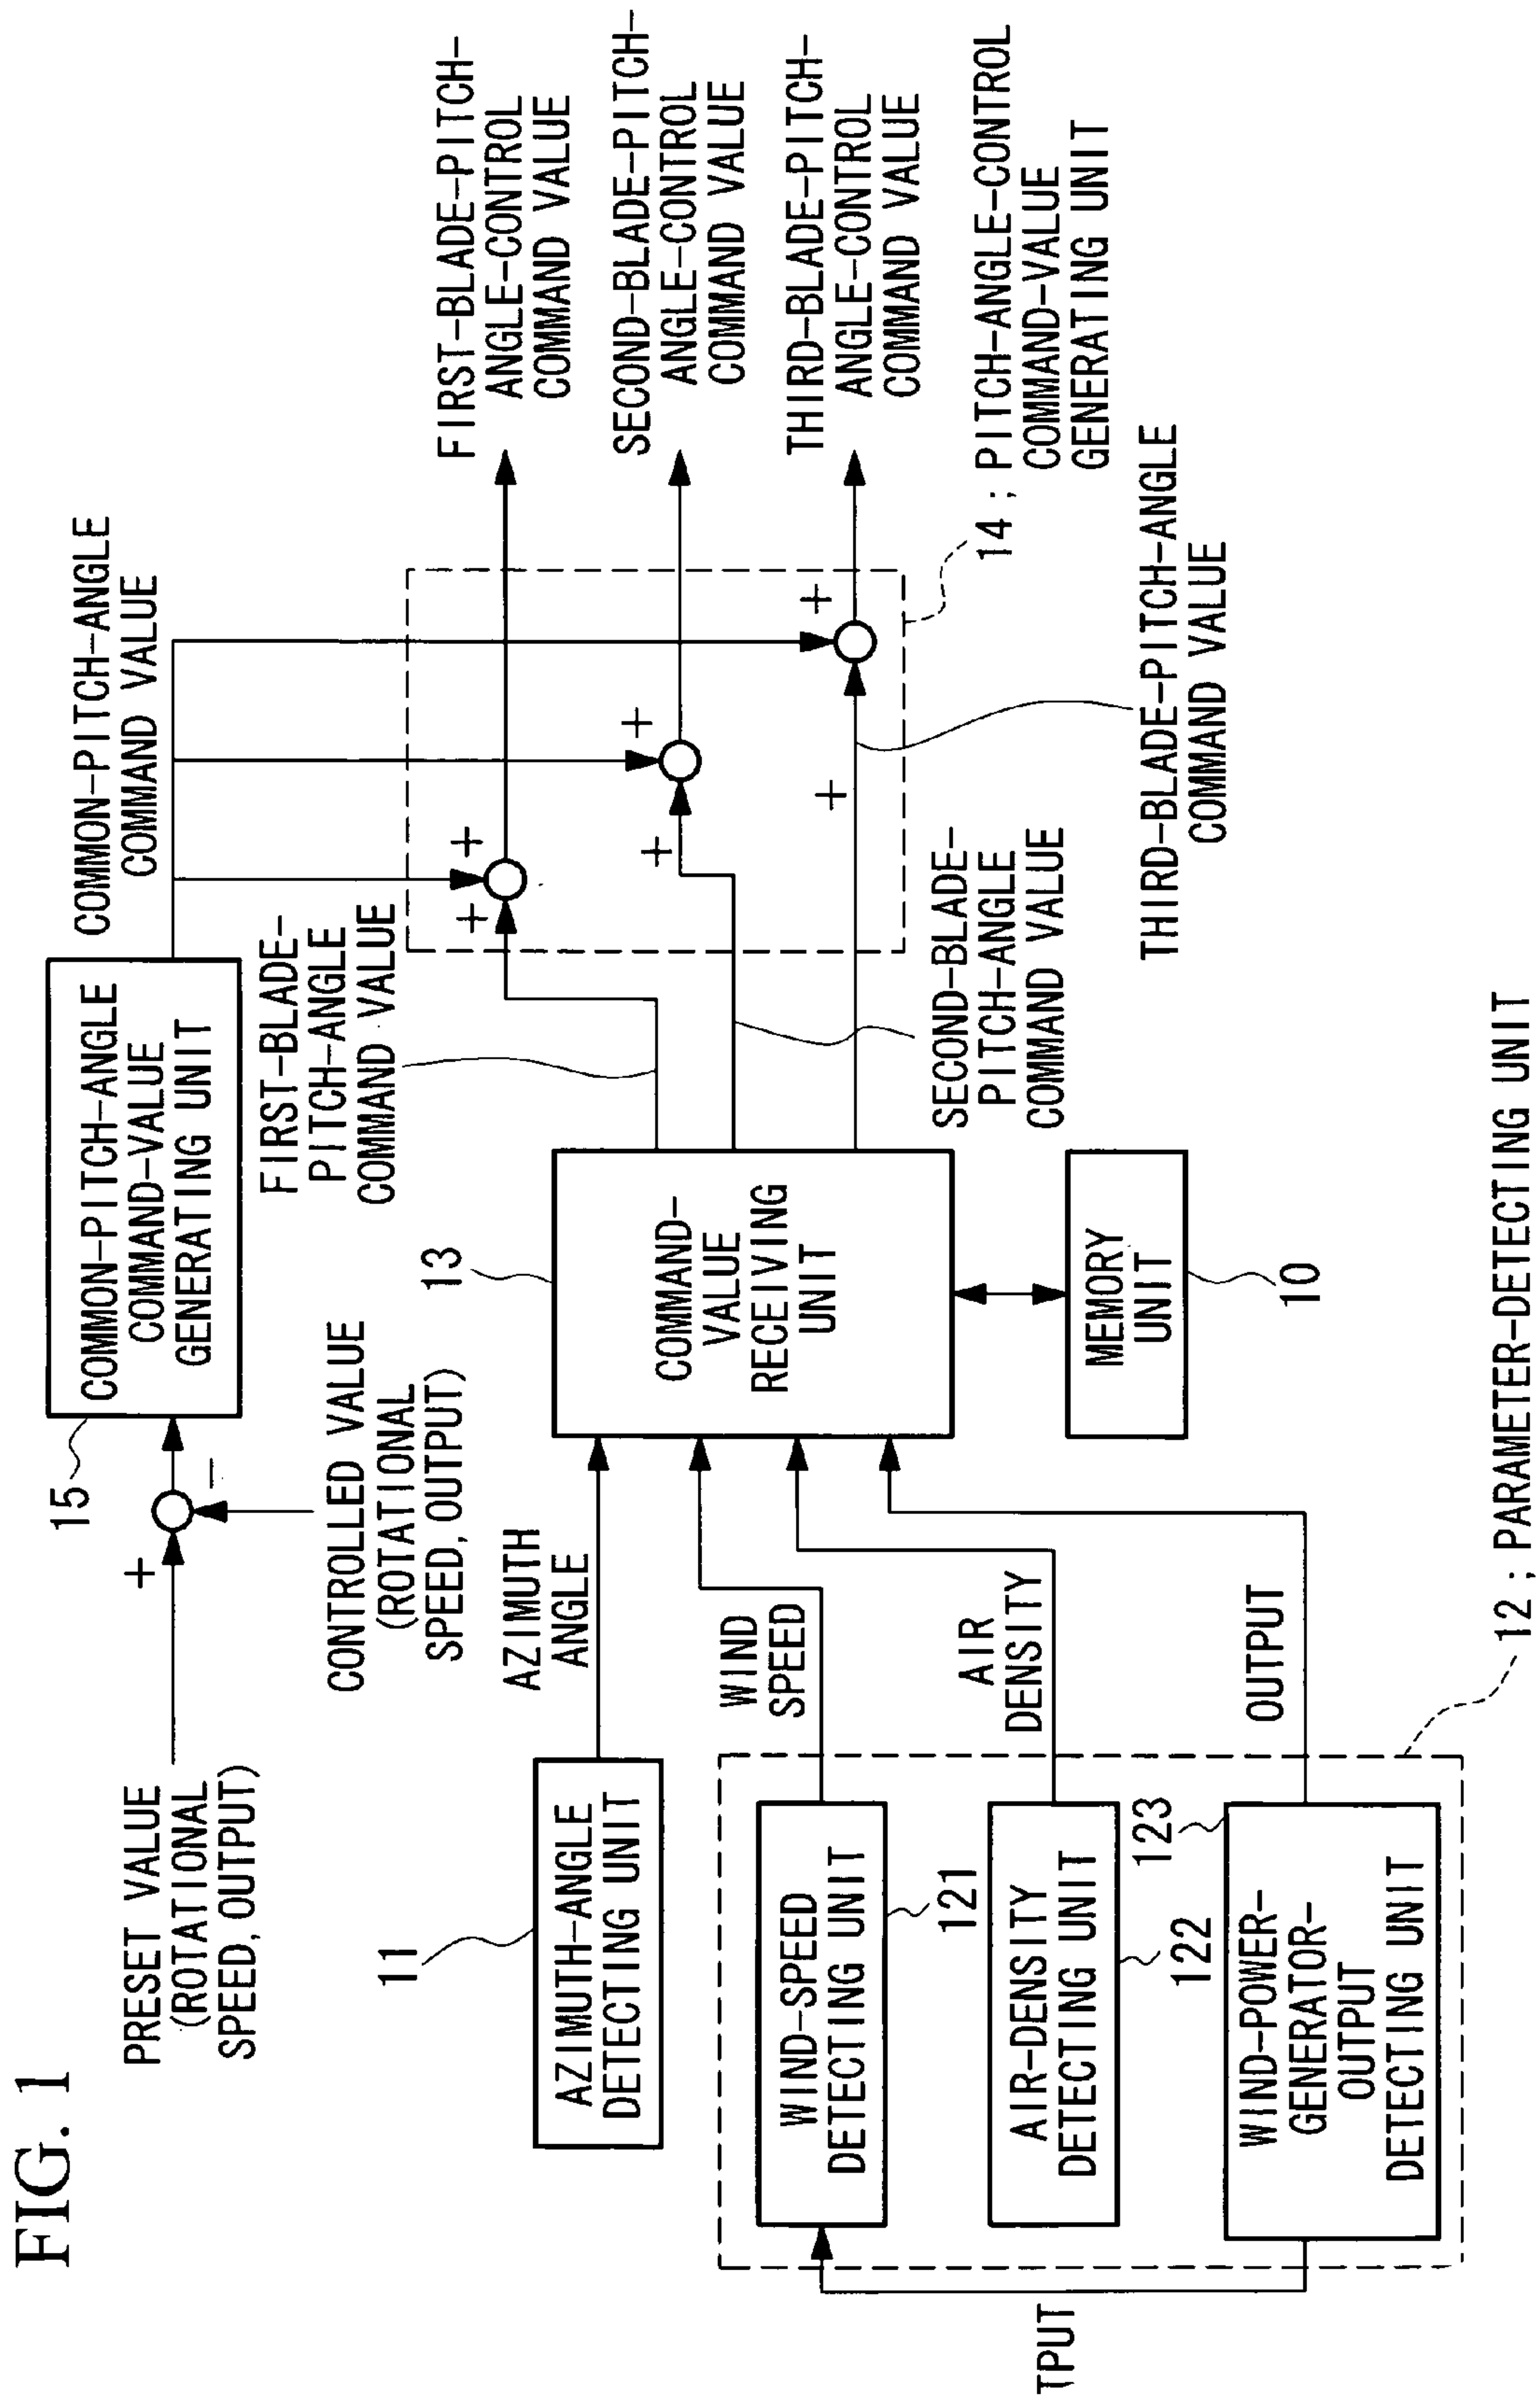 FIG. 1
PRESET VALUE
(ROTATIONAL
SPEED, OUTPUT)
+
−
CONTROLLED VALUE
(ROTATIONAL
SPEED, OUTPUT)
15
COMMON-PITCH-ANGLE
COMMAND-VALUE
GENERATING UNIT
COMMON-PITCH-ANGLE
COMMAND VALUE
11
AZIMUTH-ANGLE
DETECTING UNIT
AZIMUTH
ANGLE
WIND-SPEED
DETECTING UNIT
121
WIND
SPEED
AIR-DENSITY
DETECTING UNIT
122
AIR
DENSITY
123
WIND-POWER-
GENERATOR-
OUTPUT
DETECTING UNIT
OUTPUT
TPUT
12 ; PARAMETER-DETECTING UNIT
13
COMMAND-
VALUE
RECEIVING
UNIT
MEMORY
UNIT
10
FIRST-BLADE-
PITCH-ANGLE
COMMAND VALUE
SECOND-BLADE-
PITCH-ANGLE
COMMAND VALUE
THIRD-BLADE-PITCH-ANGLE
COMMAND VALUE
+
+
+
+
+
+
14 ; PITCH-ANGLE-CONTROL
COMMAND-VALUE
GENERATING UNIT
FIRST-BLADE-PITCH-
ANGLE-CONTROL
COMMAND VALUE
SECOND-BLADE-PITCH-
ANGLE-CONTROL
COMMAND VALUE
THIRD-BLADE-PITCH-
ANGLE-CONTROL
COMMAND VALUE